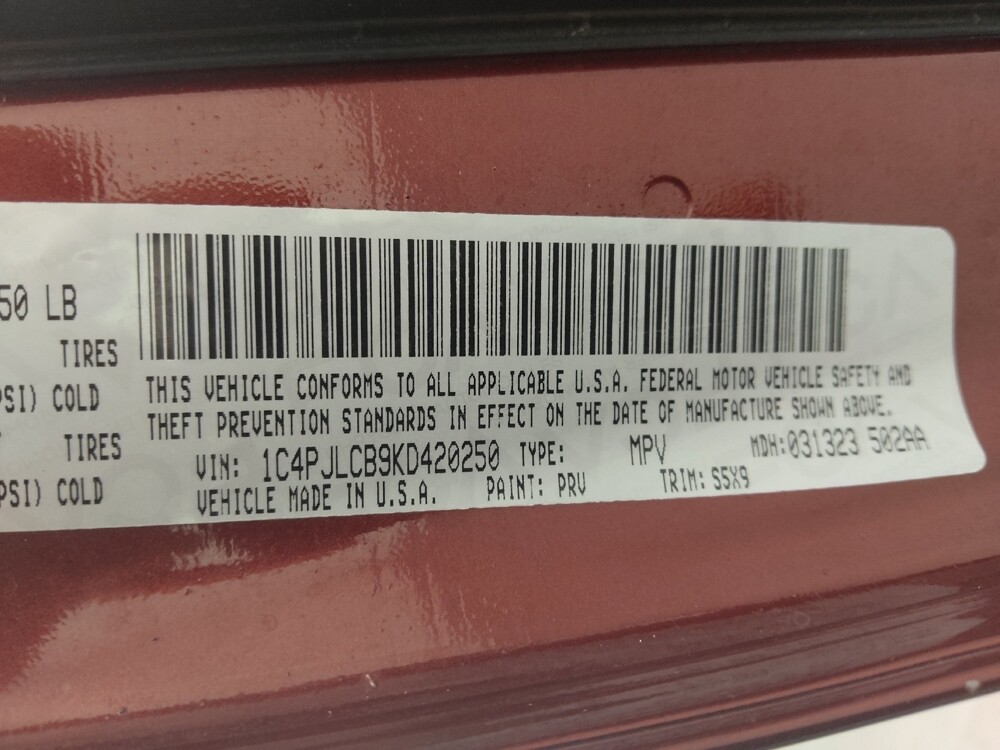 50 LB
TIRES
PSI) COLD
TIRES
PSI) COLD
THIS VEHICLE CONFORMS TO ALL APPLICABLE U.S.A. FEDERAL MOTOR VEHICLE SAFETY AND
THEFT PREVENTION STANDARDS IN EFFECT ON THE DATE OF MANUFACTURE SHOWN ABOVE.
VIN: 1C4PJLCB9KD420250 TYPE: MPV MDH:031323 502AA
VEHICLE MADE IN U.S.A. PAINT: PRV TRIM: S5X9